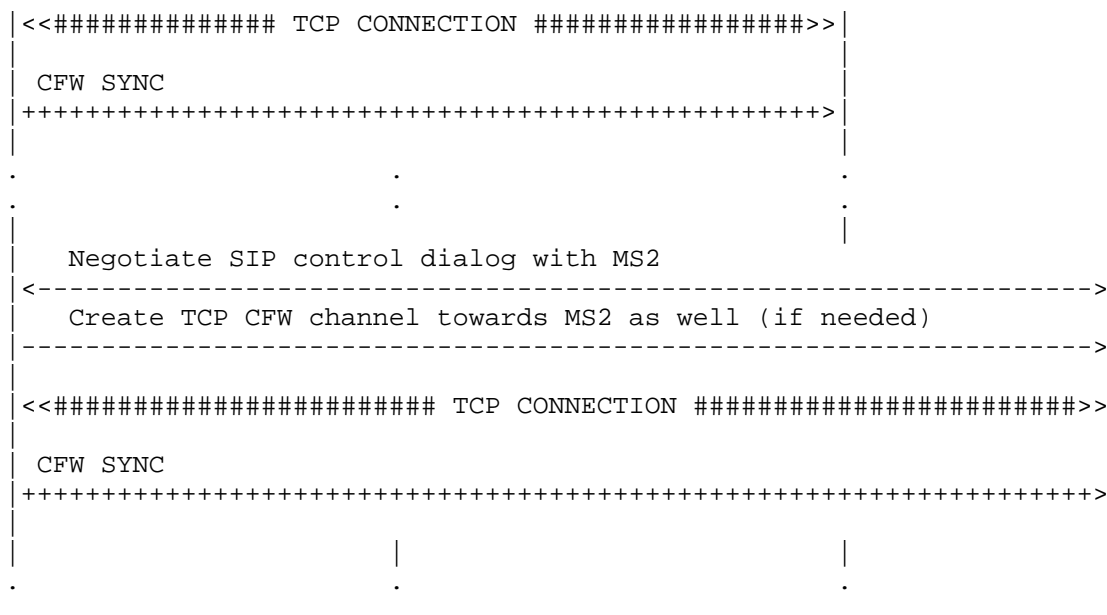 |<<############## TCP CONNECTION #################>>|
|                                                   |
| CFW SYNC                                          |
|++++++++++++++++++++++++++++++++++++++++++++++++++>|
|                                                   |
.                       .                           .
.                       .                           .
|                                                   |
|   Negotiate SIP control dialog with MS2
|<------------------------------------------------------------------>
|   Create TCP CFW channel towards MS2 as well (if needed)
|------------------------------------------------------------------->
|
|<<######################## TCP CONNECTION ########################>>
|
| CFW SYNC
|+++++++++++++++++++++++++++++++++++++++++++++++++++++++++++++++++++>
|
|                       |                           |
.                       .                           .